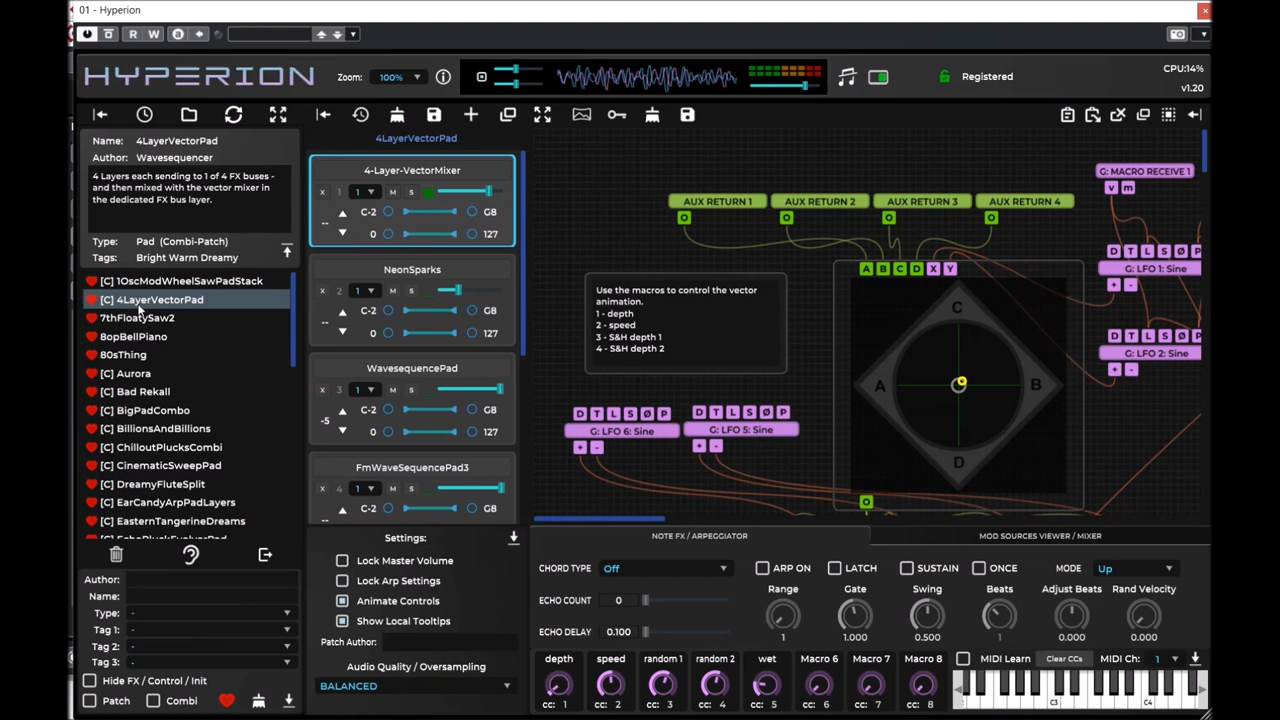 01 - Hyperion
R W a
HYPERION
Zoom: 100%
Registered
CPU:14%
v1.20
Name: 4LayerVectorPad
Author: Wavesequencer
4 Layers each sending to 1 of 4 FX buses -
and then mixed with the vector mixer in
the dedicated FX bus layer.
Type: Pad (Combi-Patch)
Tags: Bright Warm Dreamy
[C] 1OscModWheelSawPadStack
[C] 4LayerVectorPad
7thFloatySaw2
8opBellPiano
80sThing
[C] Aurora
[C] Bad Rekall
[C] BigPadCombo
[C] BillionsAndBillions
[C] ChilloutPlucksCombi
[C] CinematicSweepPad
[C] DreamyFluteSplit
[C] EarCandyArpPadLayers
[C] EasternTangerineDreams
Author:
Name:
Type: -
Tag 1: -
Tag 2: -
Tag 3: -
Hide FX / Control / Init
Patch Combi
4LayerVectorPad
4-Layer-VectorMixer
X 1 1 M S
-- C-2 G8
0 127
NeonSparks
X 2 1 M S
-- C-2 G8
0 127
WavesequencePad
X 3 1 M S
-5 C-2 G8
0 127
FmWaveSequencePad3
X 4 1 M S
-- C-2 G8
Settings:
Lock Master Volume
Lock Arp Settings
Animate Controls
Show Local Tooltips
Patch Author:
Audio Quality / Oversampling
BALANCED
G: MACRO RECEIVE 1
v m
AUX RETURN 1 AUX RETURN 2 AUX RETURN 3 AUX RETURN 4
O O O O
D T L S Ø P
G: LFO 1: Sine
+ -
A B C D X Y
Use the macros to control the vector
animation.
1 - depth
2 - speed
3 - S&H depth 1
4 - S&H depth 2
C
A B
D
O
D T L S Ø P
G: LFO 2: Sine
+ -
D T L S Ø P D T L S Ø P
G: LFO 6: Sine G: LFO 5: Sine
+ - + -
NOTE FX / ARPEGGIATOR MOD SOURCES VIEWER / MIXER
CHORD TYPE Off
ARP ON LATCH SUSTAIN ONCE MODE Up
ECHO COUNT 0
ECHO DELAY 0.100
Range Gate Swing Beats Adjust Beats Rand Velocity
1 1.000 0.500 1 0.000 0.000
depth speed random 1 random 2 wet Macro 6 Macro 7 Macro 8
cc: 1 cc: 2 cc: 3 cc: 4 cc: 5 cc: 6 cc: 7 cc: 8
MIDI Learn Clear CCs MIDI Ch: 1
C3 C4